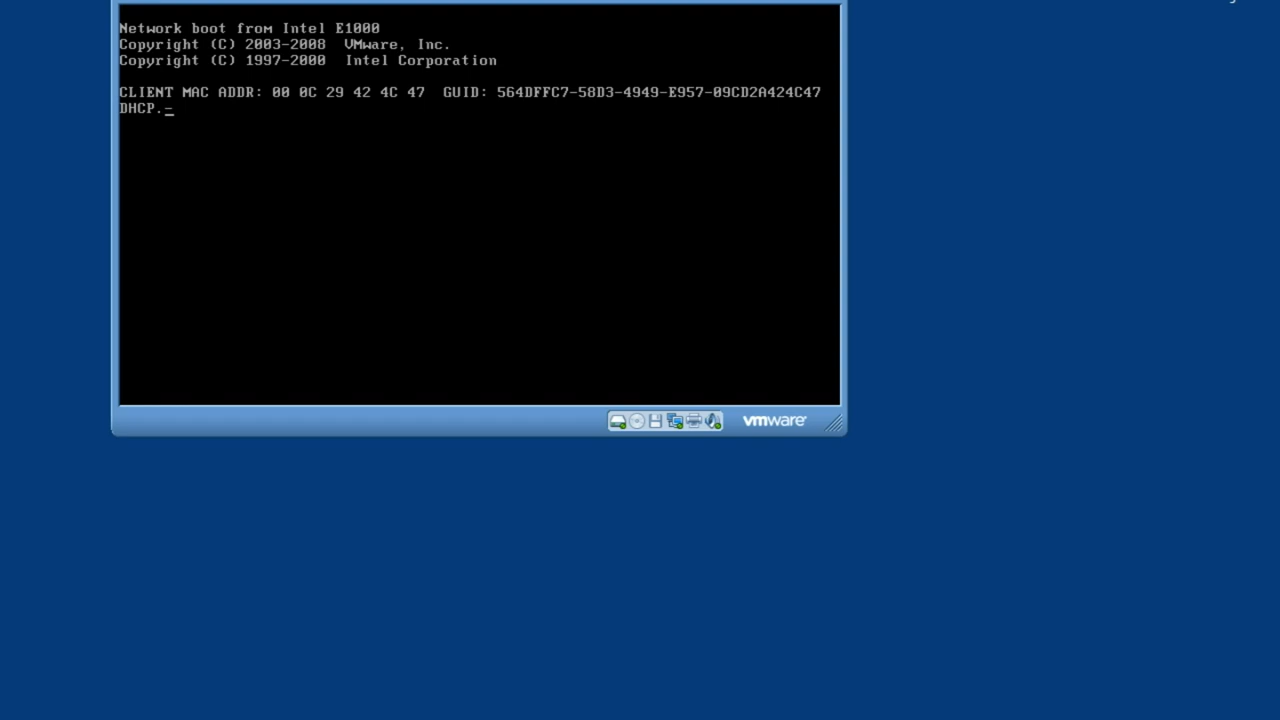 Network boot from Intel E1000
Copyright (C) 2003-2008  VMware, Inc.
Copyright (C) 1997-2000  Intel Corporation
CLIENT MAC ADDR: 00 0C 29 42 4C 47  GUID: 564DFFC7-58D3-4949-E957-09CD2A424C47
DHCP._
vmware